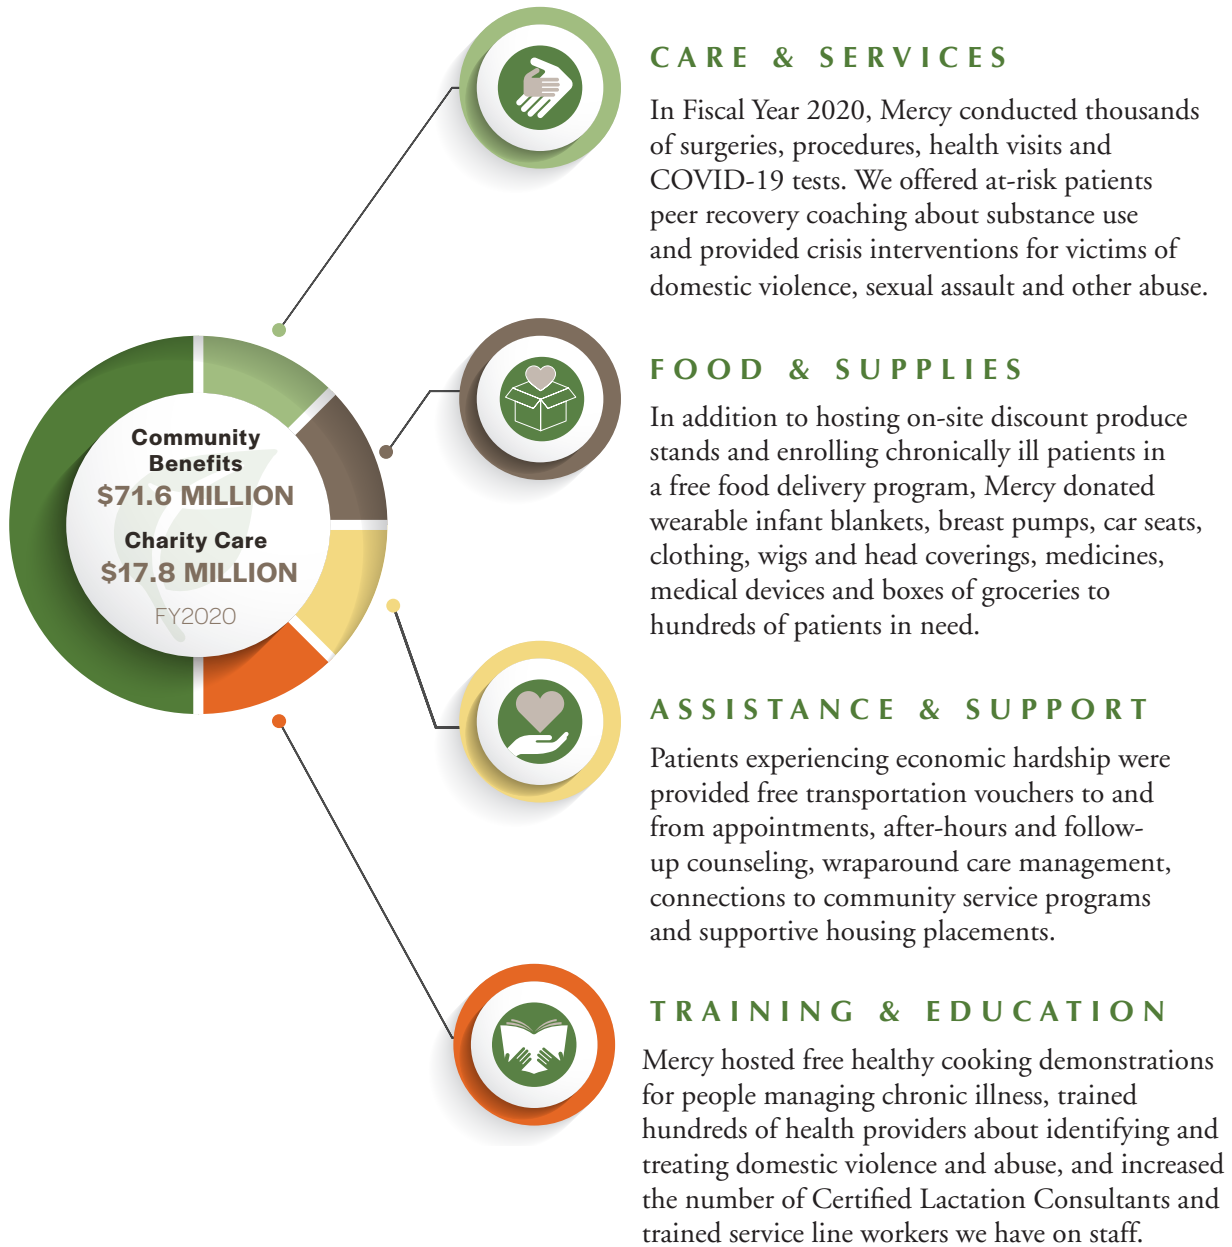 CARE & SERVICES
In Fiscal Year 2020, Mercy conducted thousands
of surgeries, procedures, health visits and
COVID-19 tests. We offered at-risk patients
peer recovery coaching about substance use
and provided crisis interventions for victims of
domestic violence, sexual assault and other abuse.
FOOD & SUPPLIES
In addition to hosting on-site discount produce
stands and enrolling chronically ill patients in
a free food delivery program, Mercy donated
wearable infant blankets, breast pumps, car seats,
clothing, wigs and head coverings, medicines,
medical devices and boxes of groceries to
hundreds of patients in need.
Community
Benefits
$71.6 MILLION
Charity Care
$17.8 MILLION
FY2020
ASSISTANCE & SUPPORT
Patients experiencing economic hardship were
provided free transportation vouchers to and
from appointments, after-hours and follow-
up counseling, wraparound care management,
connections to community service programs
and supportive housing placements.
TRAINING & EDUCATION
Mercy hosted free healthy cooking demonstrations
for people managing chronic illness, trained
hundreds of health providers about identifying and
treating domestic violence and abuse, and increased
the number of Certified Lactation Consultants and
trained service line workers we have on staff.